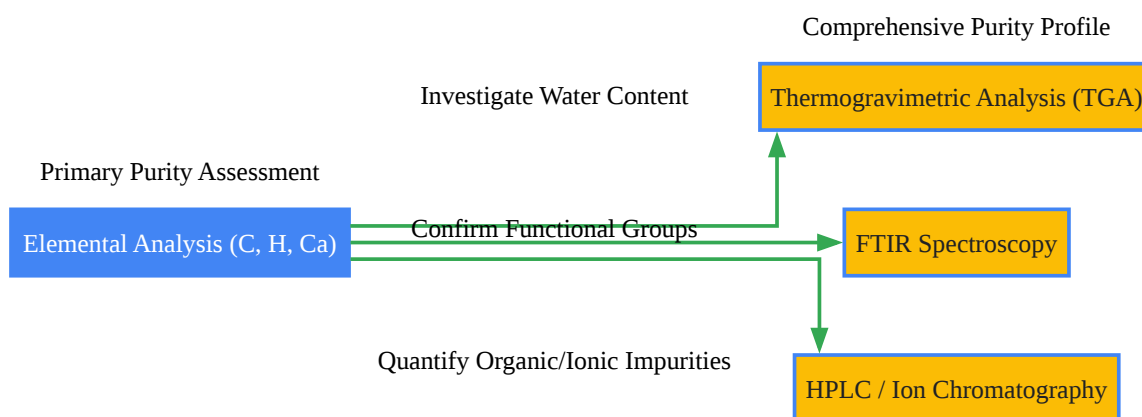 Comprehensive Purity Profile
Investigate Water Content
Thermogravimetric Analysis (TGA)
Primary Purity Assessment
Elemental Analysis (C, H, Ca)
Confirm Functional Groups
FTIR Spectroscopy
Quantify Organic/Ionic Impurities
HPLC / Ion Chromatography